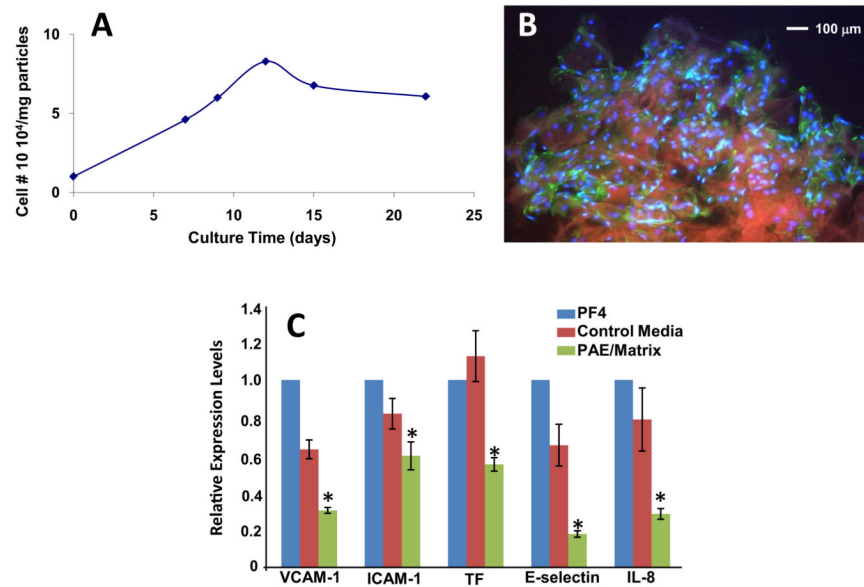 A
10
5
0
Cell # 10 10⁴/mg particles
0 5 10 15 20 25
Culture Time (days)
B
100 μm
C
1.4
1.2
1.0
0.8
0.6
0.4
0.2
0
Relative Expression Levels
PF4
Control Media
PAE/Matrix
* * * * *
VCAM-1 ICAM-1 TF E-selectin IL-8